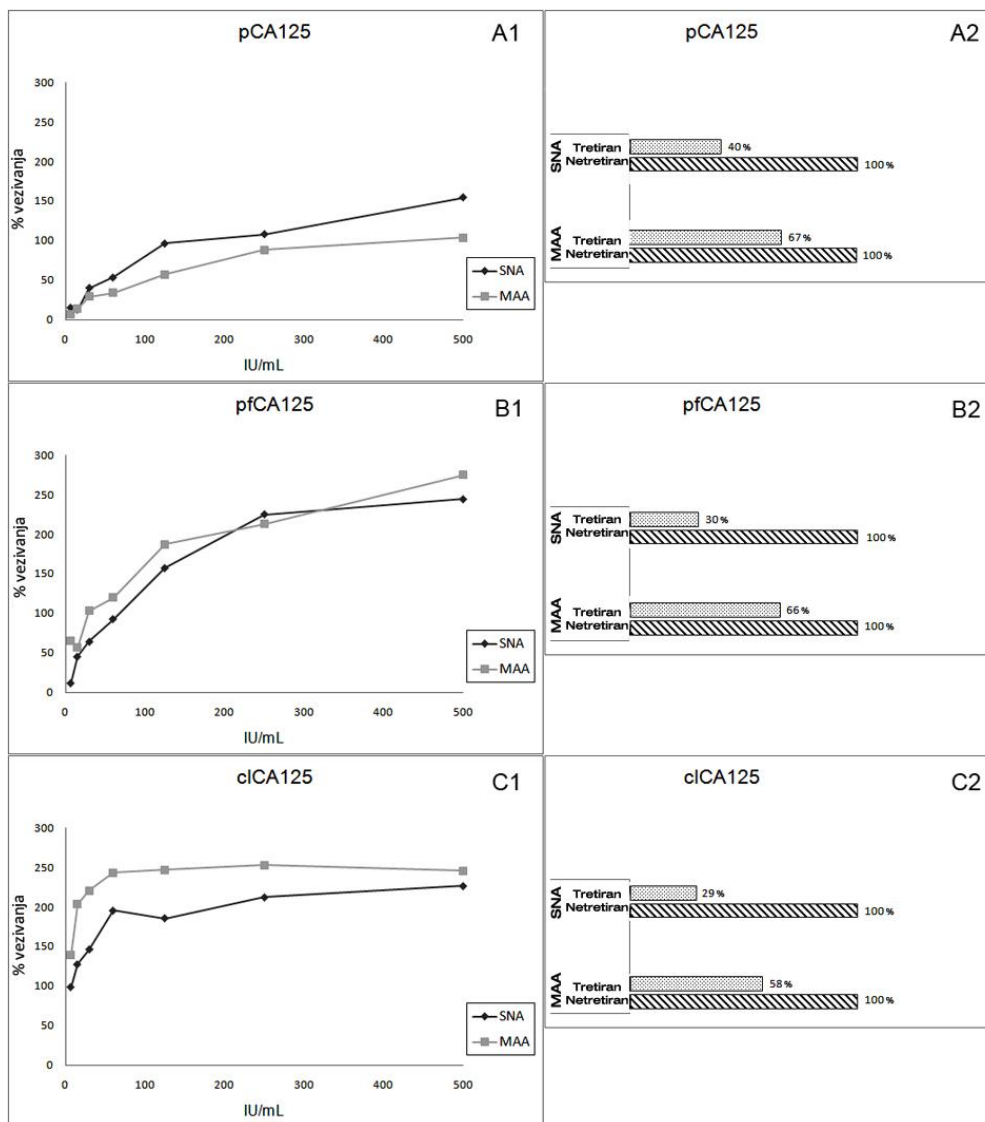 pCA125
A1
300
250
200
150
100
50
0
% vezivanja
0 100 200 300 400 500
IU/mL
SNA
MAA
pCA125
A2
SNA
Tretiran
Netretiran
40 %
100 %
MAA
Tretiran
Netretiran
67 %
100 %
pfCA125
B1
300
250
200
150
100
50
0
% vezivanja
0 100 200 300 400 500
IU/mL
SNA
MAA
pfCA125
B2
SNA
Tretiran
Netretiran
30 %
100 %
MAA
Tretiran
Netretiran
66 %
100 %
clCA125
C1
300
250
200
150
100
50
0
% vezivanja
0 100 200 300 400 500
IU/mL
SNA
MAA
clCA125
C2
SNA
Tretiran
Netretiran
29 %
100 %
MAA
Tretiran
Netretiran
58 %
100 %